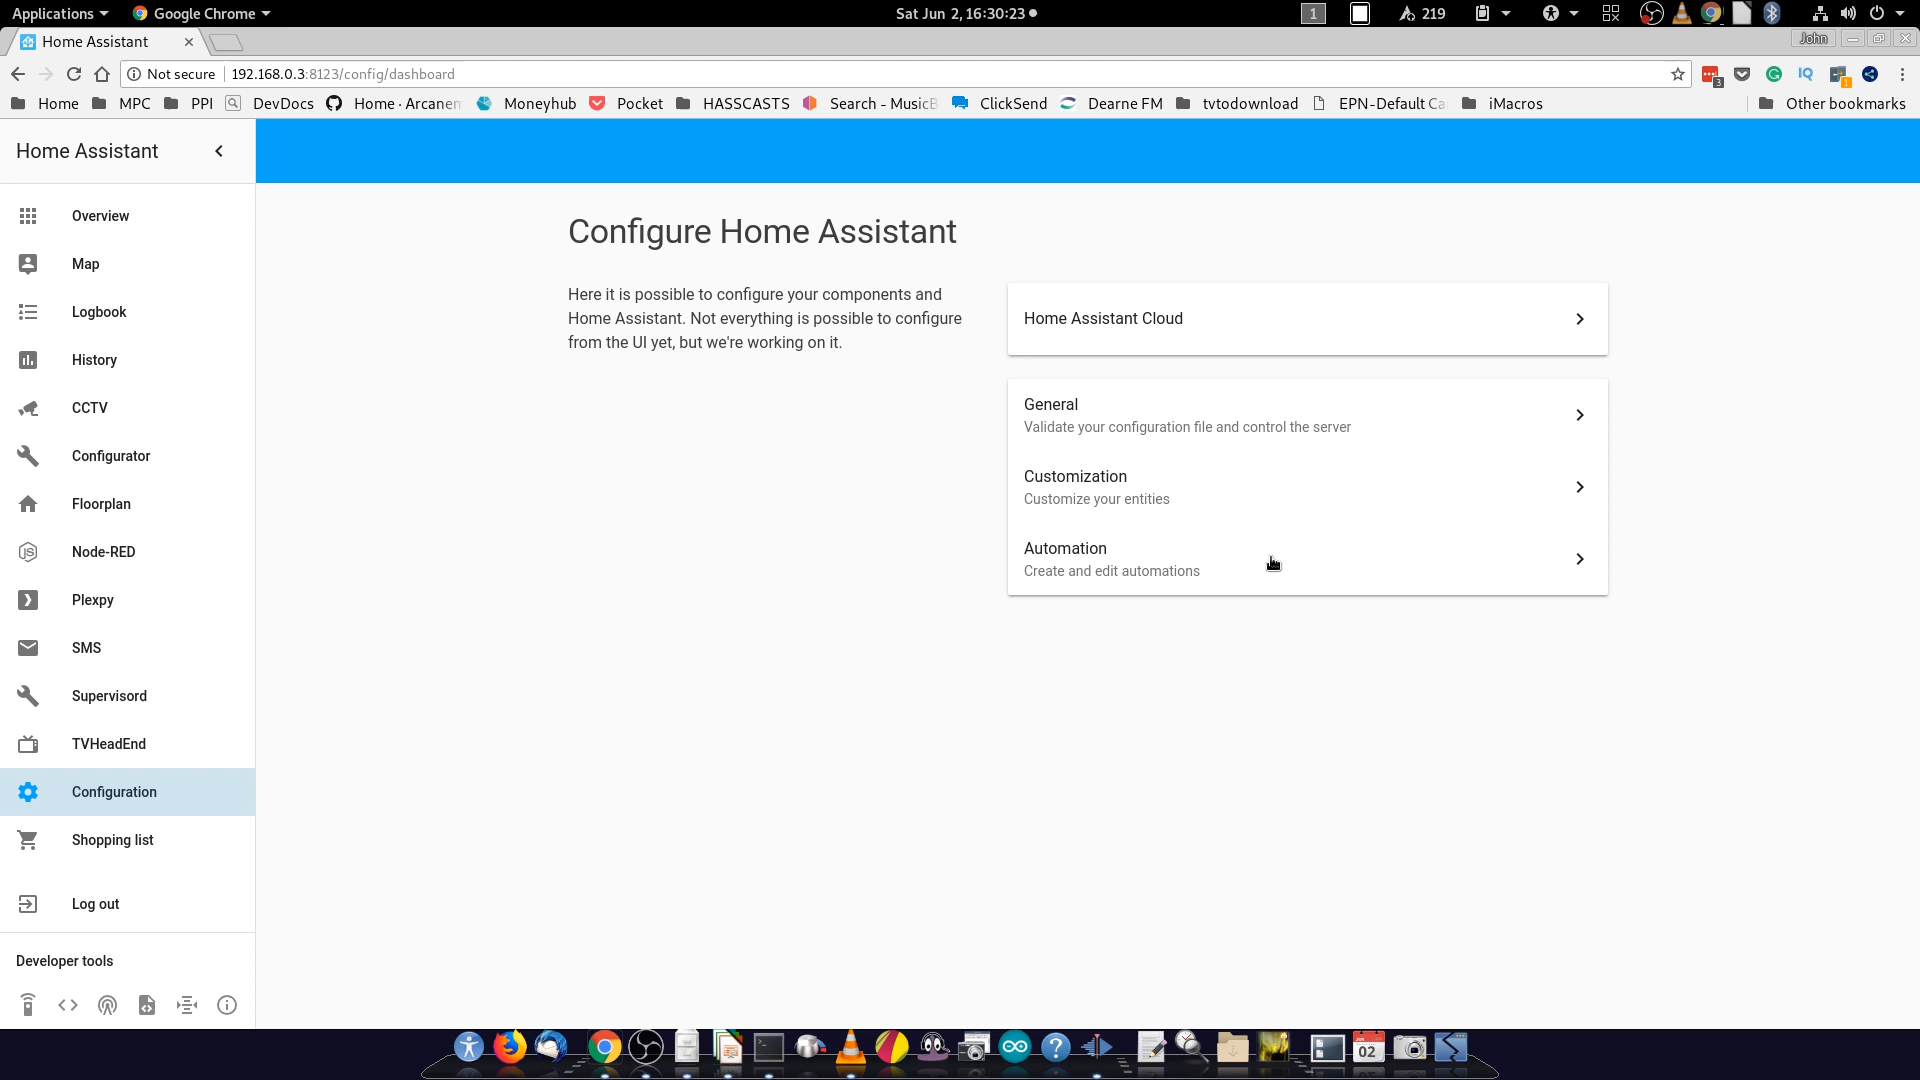 Applications
Google Chrome
Sat Jun 2, 16:30:23
1
219
Home Assistant
John
Not secure
192.168.0.3:8123/config/dashboard
3
IQ
1
Home
MPC
PPI
DevDocs
Home · Arcanem
Moneyhub
Pocket
HASSCASTS
Search - MusicB
ClickSend
Dearne FM
tvtodownload
EPN-Default Ca
iMacros
Other bookmarks
Home Assistant
Overview
Map
Logbook
History
CCTV
Configurator
Floorplan
Node-RED
Plexpy
SMS
Supervisord
TVHeadEnd
Configuration
Shopping list
Log out
Developer tools
Configure Home Assistant
Here it is possible to configure your components and
Home Assistant. Not everything is possible to configure
from the UI yet, but we're working on it.
Home Assistant Cloud
General
Validate your configuration file and control the server
Customization
Customize your entities
Automation
Create and edit automations
02